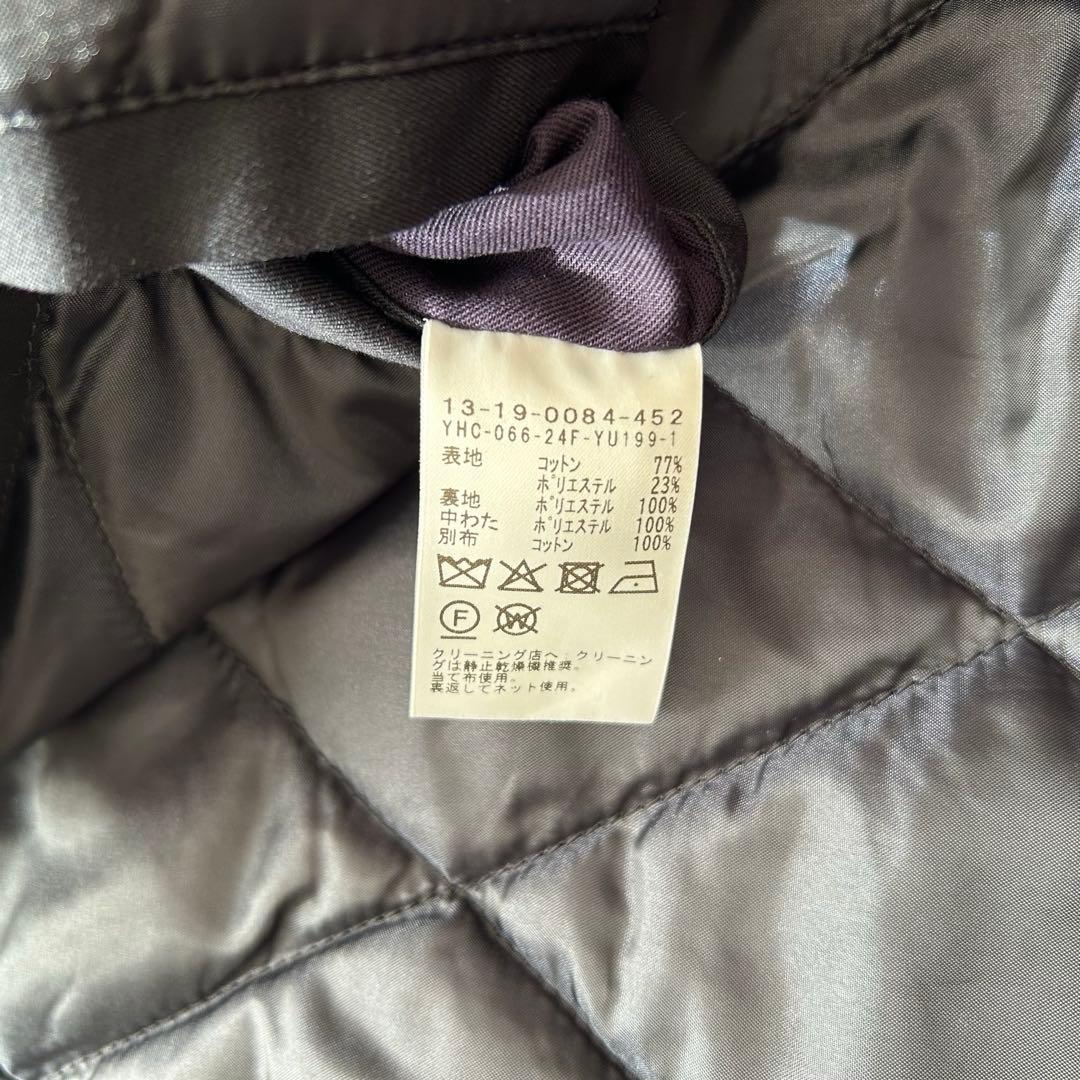 13-19-0084-452
YHC-066-24F-YU199-1
表地 コットン 77%
ポリエステル 23%
裏地 ポリエステル 100%
中わた ポリエステル 100%
別布 コットン 100%
F W
クリーニング店へ:クリーニン
グは静止乾燥機推奨。
当て布使用。
裏返してネット使用。